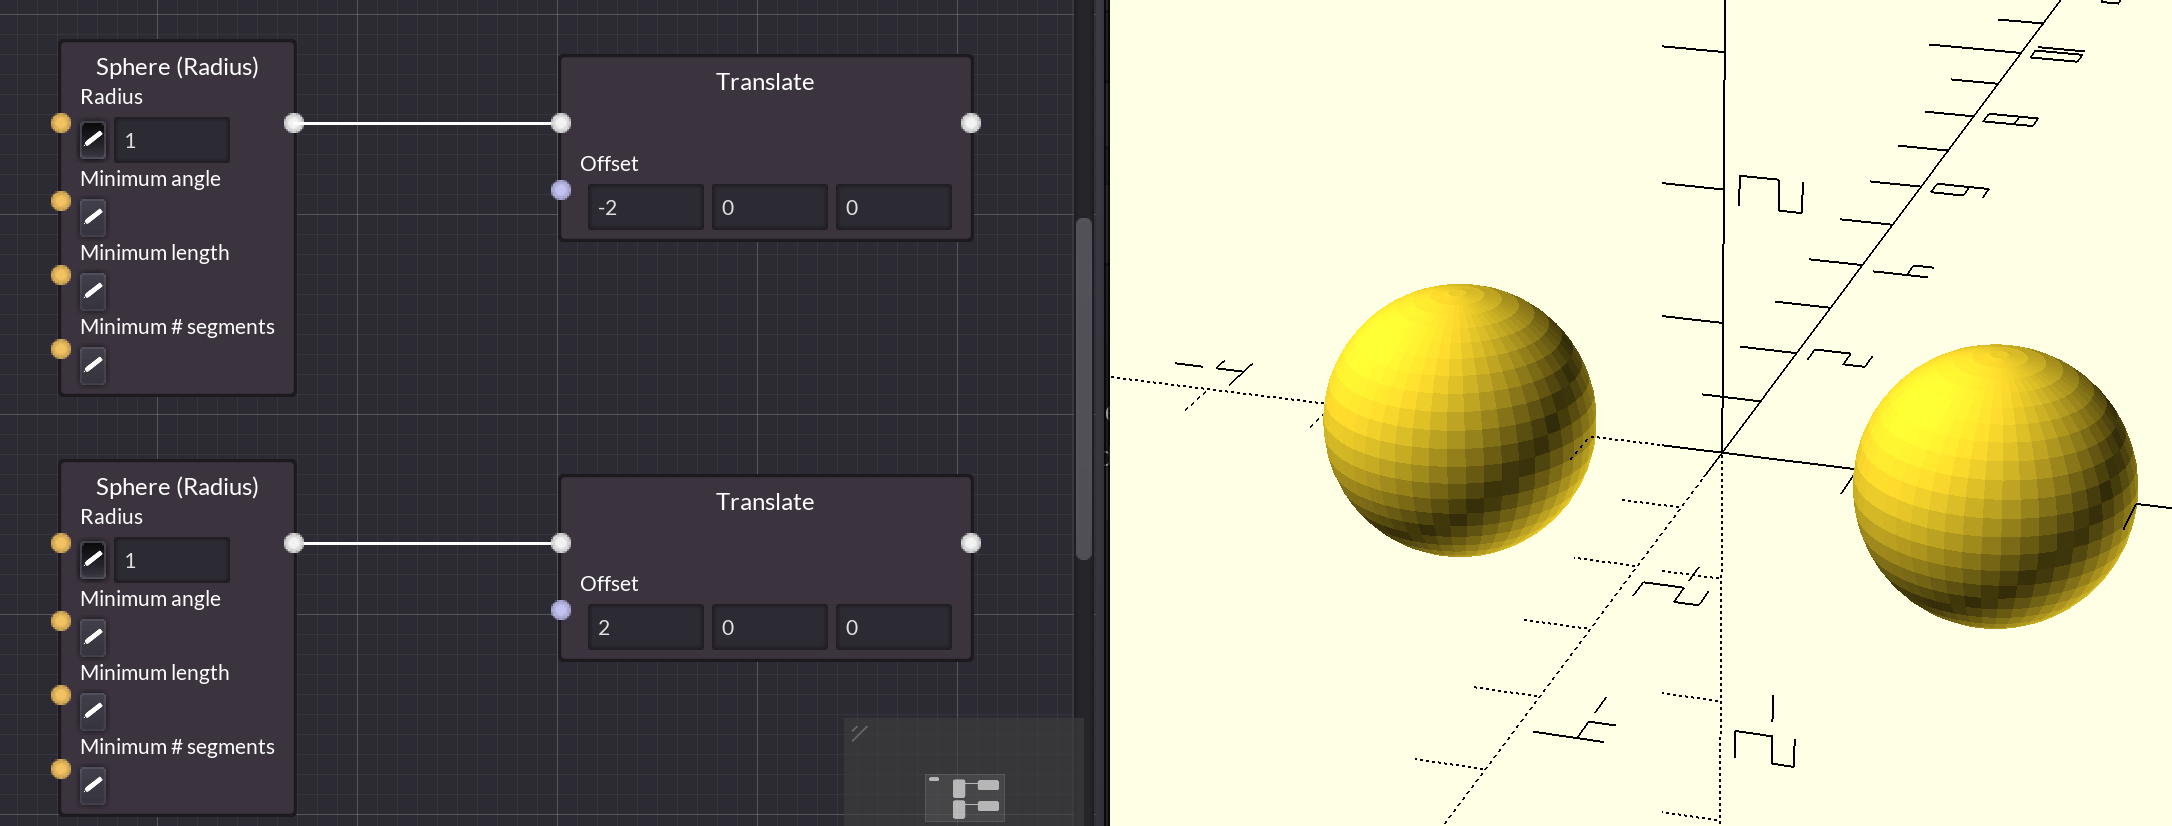 Sphere (Radius)
Radius
1
Minimum angle
Minimum length
Minimum # segments
Translate
Offset
-2 0 0
Sphere (Radius)
Radius
1
Minimum angle
Minimum length
Minimum # segments
Translate
Offset
2 0 0